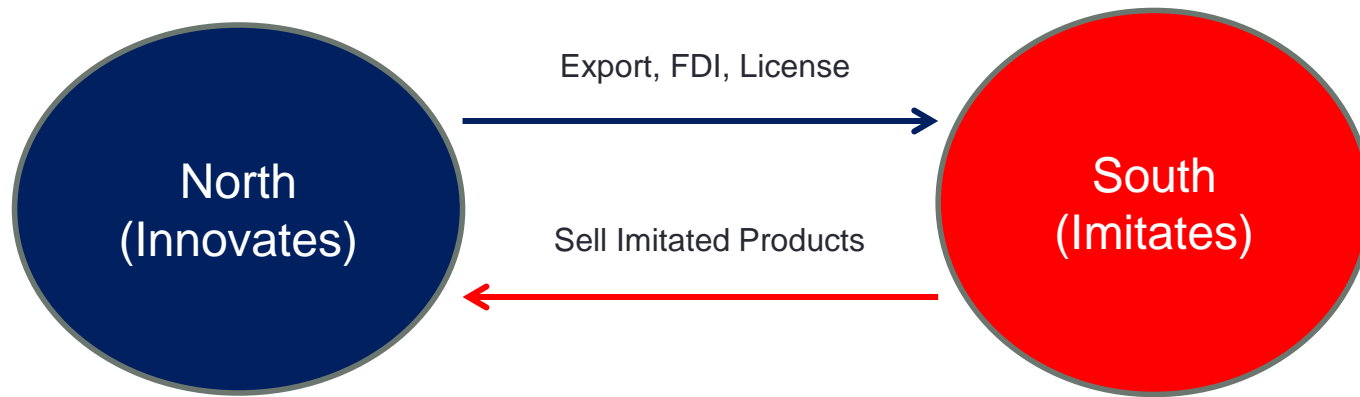 Export, FDI, License
North
(Innovates)
South
(Imitates)
Sell Imitated Products